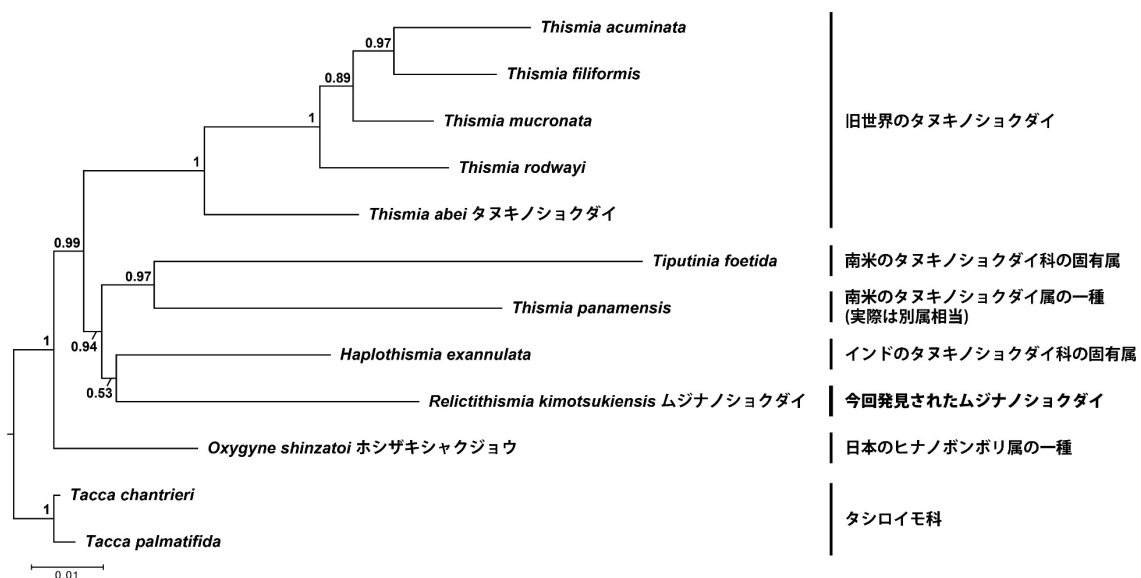 Thismia acuminata
0.97
Thismia filiformis
0.89
Thismia mucronata
1
Thismia rodwayi
旧世界のタヌキノショクダイ
1
Thismia abei タヌキノショクダイ
0.99
Tiputinia foetida
南米のタヌキノショクダイ科の固有属
0.97
Thismia panamensis
南米のタヌキノショクダイ属の一種
(実際は別属相当)
0.94
1
Haplothismia exannulata
インドのタヌキノショクダイ科の固有属
0.53
Relictithismia kimotsukiensis ムジナノショクダイ
今回発見されたムジナノショクダイ
Oxygyne shinzatoi ホシザキシャクジョウ
日本のヒナノボンボリ属の一種
Tacca chantrieri
1
タシロイモ科
Tacca palmatifida
0.01